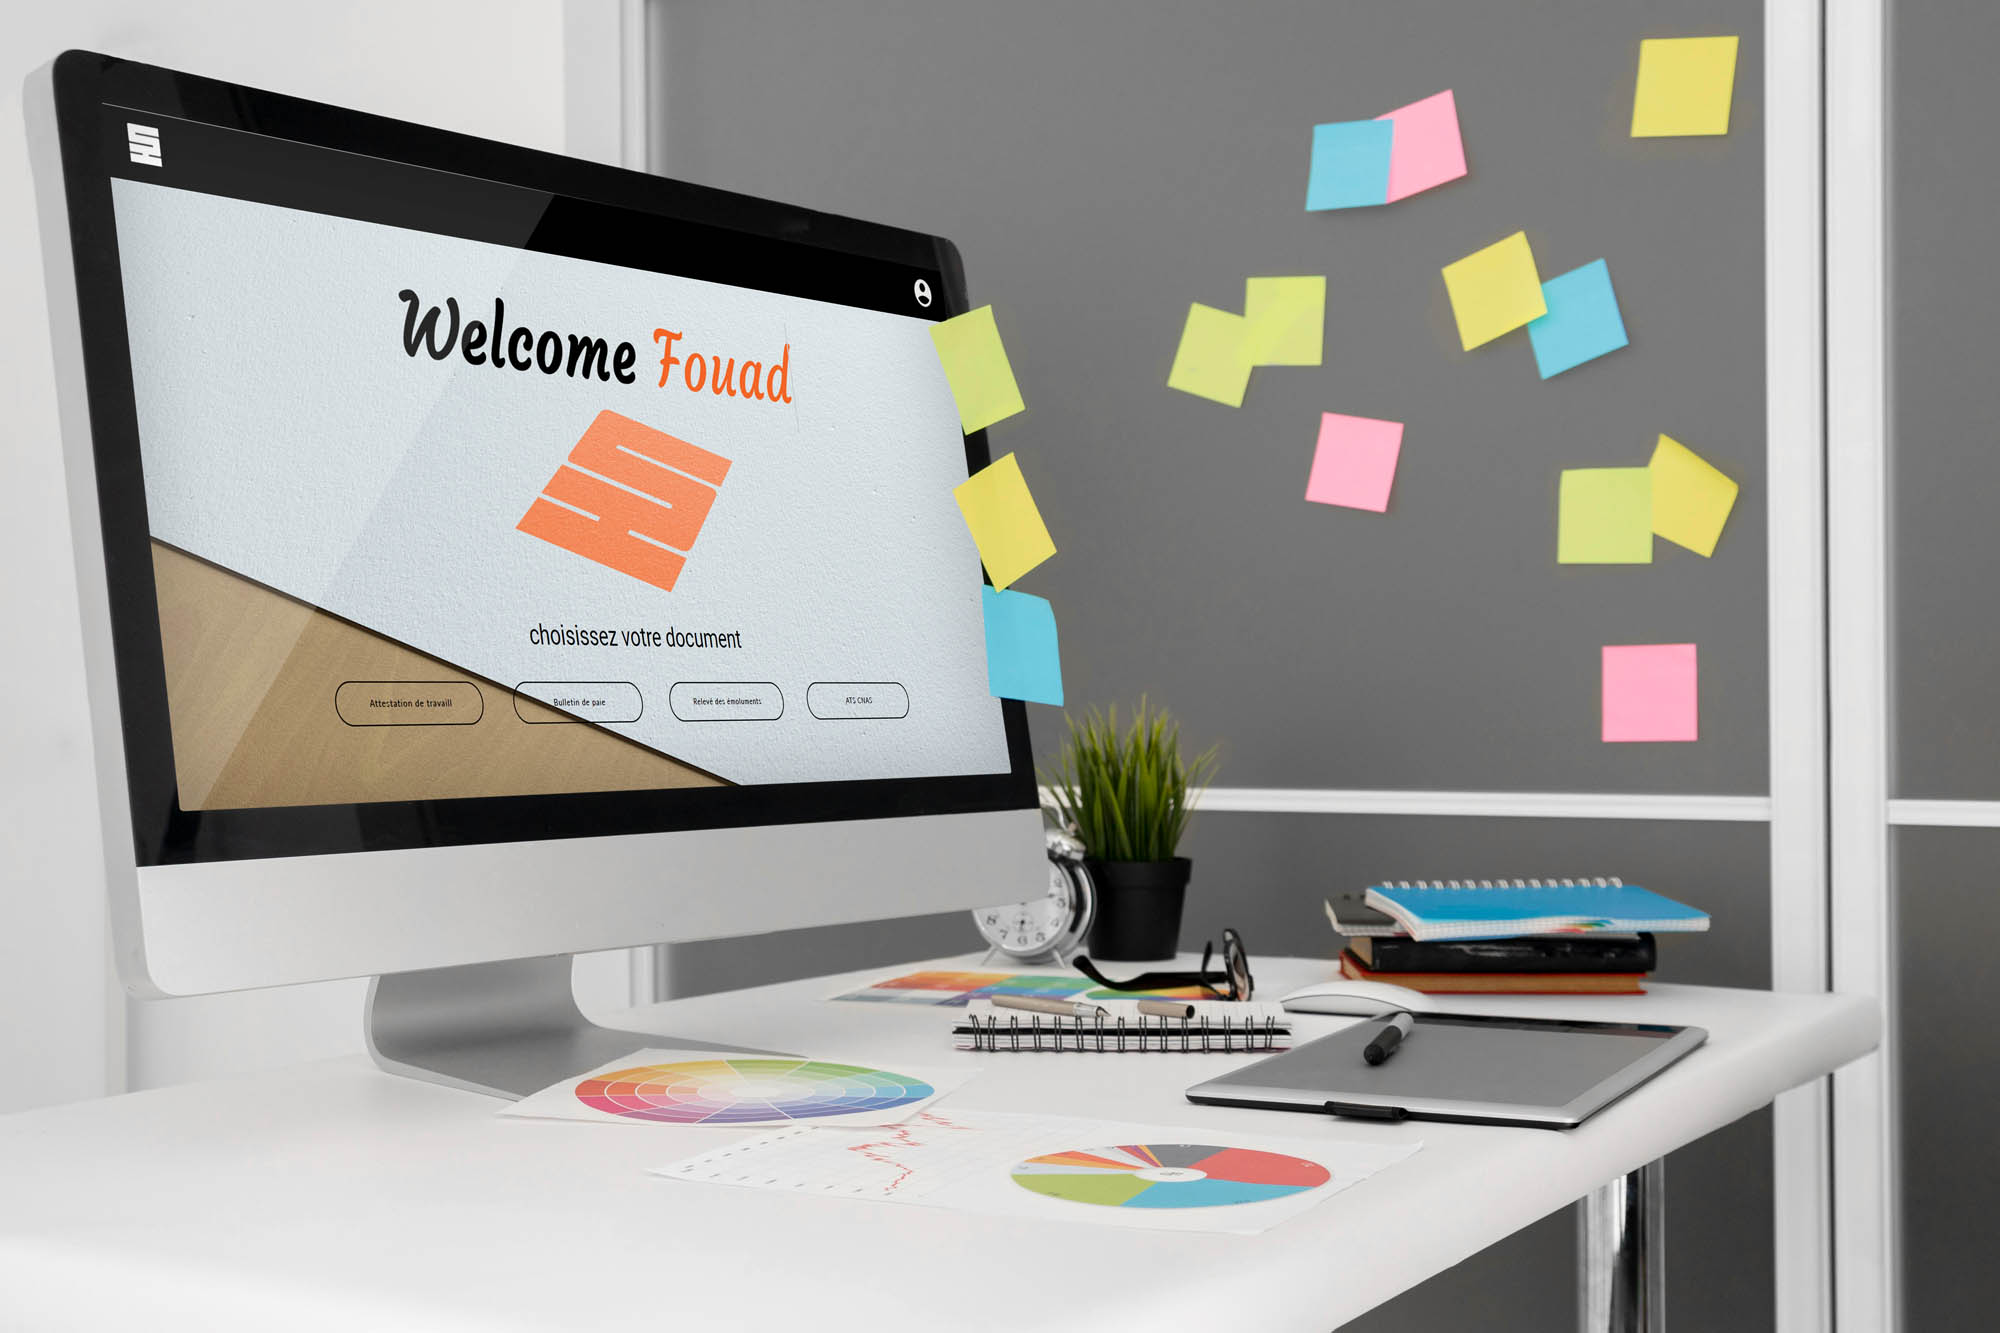 Welcome Fouad
choisissez votre document
Attestation de travaill
Bulletin de paie
Relevé des émoluments
ATS CNAS